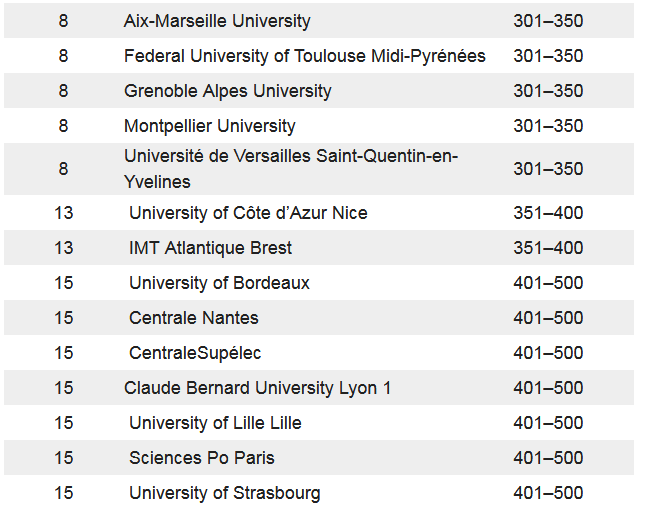 8 Aix-Marseille University 301–350
8 Federal University of Toulouse Midi-Pyrénées 301–350
8 Grenoble Alpes University 301–350
8 Montpellier University 301–350
8 Université de Versailles Saint-Quentin-en-
Yvelines 301–350
13 University of Côte d’Azur Nice 351–400
13 IMT Atlantique Brest 351–400
15 University of Bordeaux 401–500
15 Centrale Nantes 401–500
15 CentraleSupélec 401–500
15 Claude Bernard University Lyon 1 401–500
15 University of Lille Lille 401–500
15 Sciences Po Paris 401–500
15 University of Strasbourg 401–500